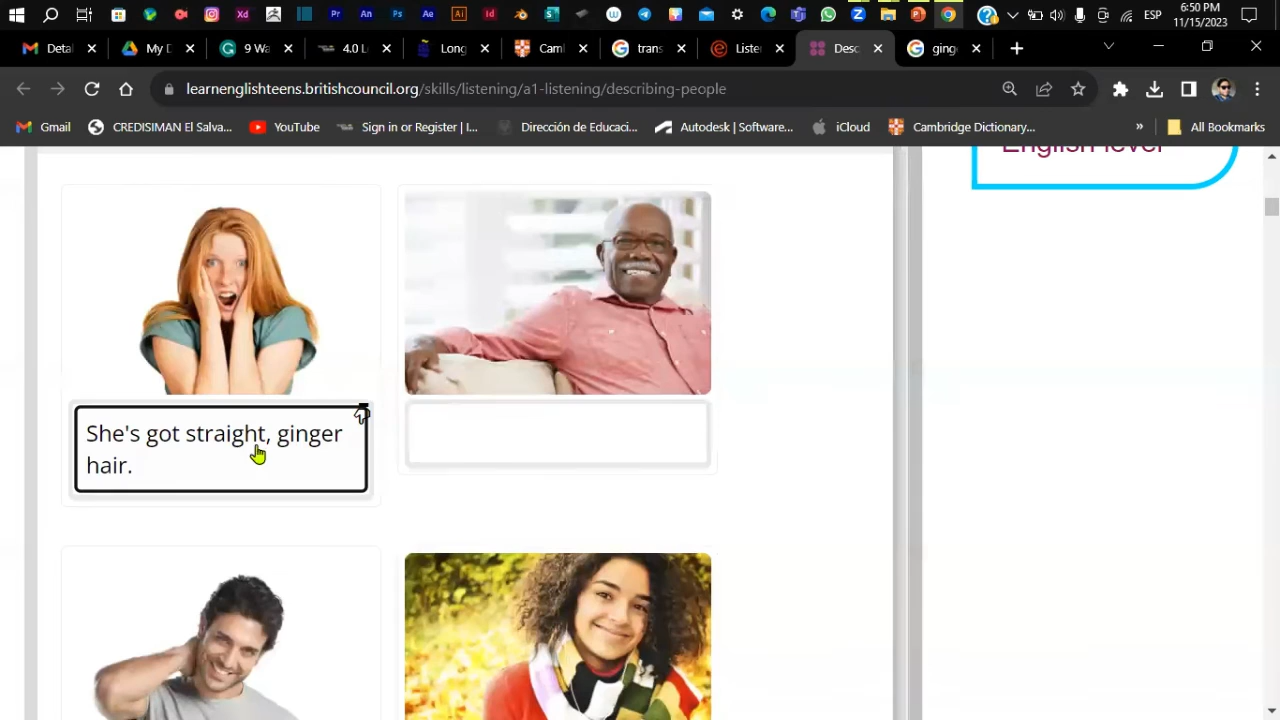 6:50 PM
ESP
11/15/2023
Detai
My D
9 Wa
4.0 L
Long
Caml
trans
Liste
Desc
ging
learnenglishteens.britishcouncil.org/skills/listening/a1-listening/describing-people
Gmail
CREDISIMAN El Salva...
YouTube
Sign in or Register | I...
Dirección de Educaci...
Autodesk | Software...
iCloud
Cambridge Dictionary...
»
All Bookmarks
English level
She's got straight, ginger
hair.